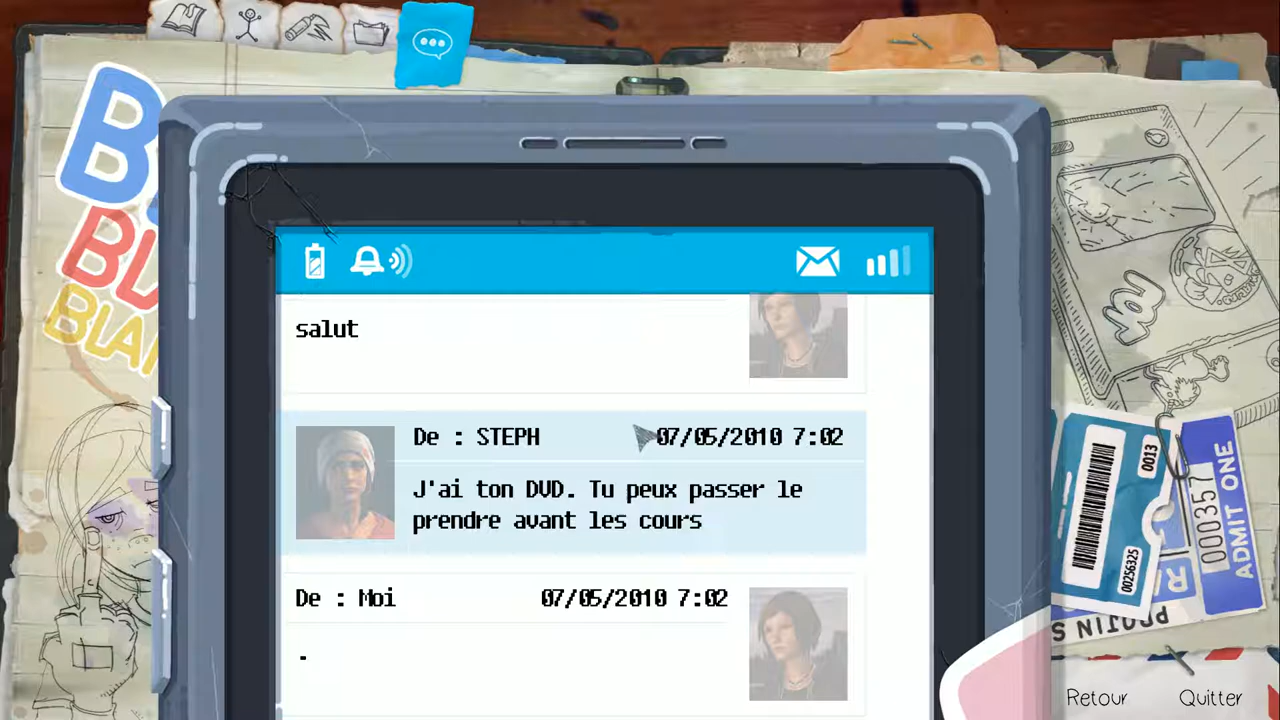 salut
De : STEPH 07/05/2010 7:02
J'ai ton DVD. Tu peux passer le
prendre avant les cours
De : Moi 07/05/2010 7:02
.
0013
00256325
000357
ADMIT ONE
Retour Quitter